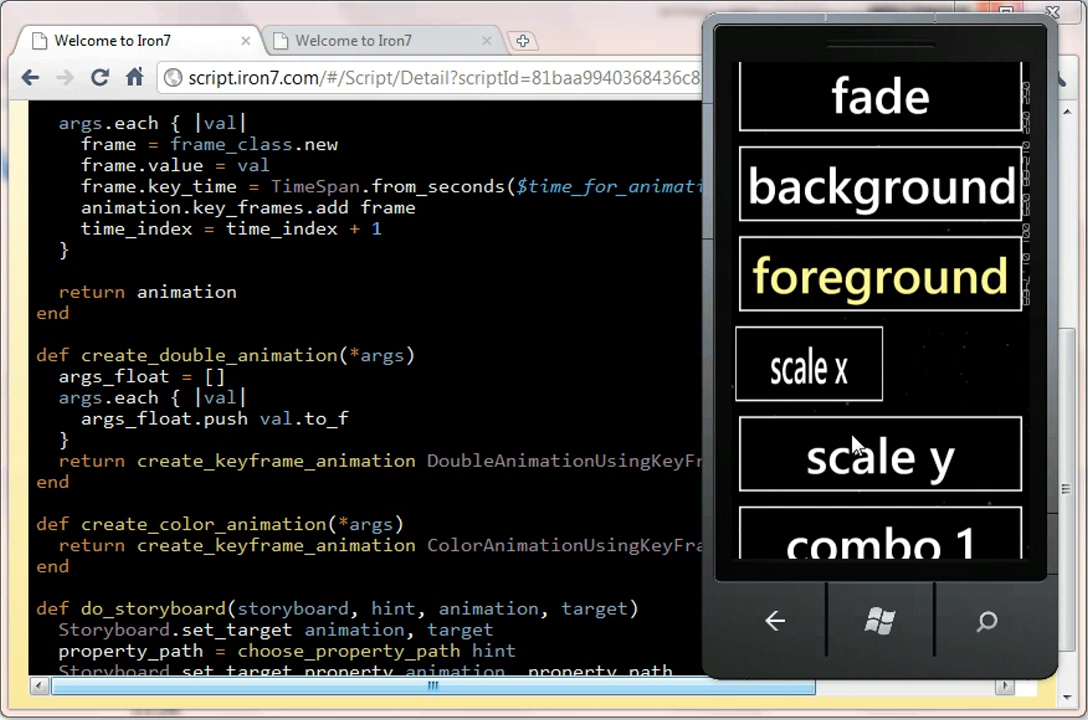 Welcome to Iron7
Welcome to Iron7
script.iron7.com/#/Script/Detail?scriptId=81baa9940368436c8
args.each { |val|
frame = frame_class.new
frame.value = val
frame.key_time = TimeSpan.from_seconds($time_for_animati
animation.key_frames.add frame
time_index = time_index + 1
}
return animation
end
def create_double_animation(*args)
args_float = []
args.each { |val|
args_float.push val.to_f
}
return create_keyframe_animation DoubleAnimationUsingKeyFr
end
def create_color_animation(*args)
return create_keyframe_animation ColorAnimationUsingKeyFra
end
def do_storyboard(storyboard, hint, animation, target)
Storyboard.set_target animation, target
property_path = choose_property_path hint
Storyboard.set_target_property animation, property_path
fade
background
foreground
scale x
scale y
combo 1